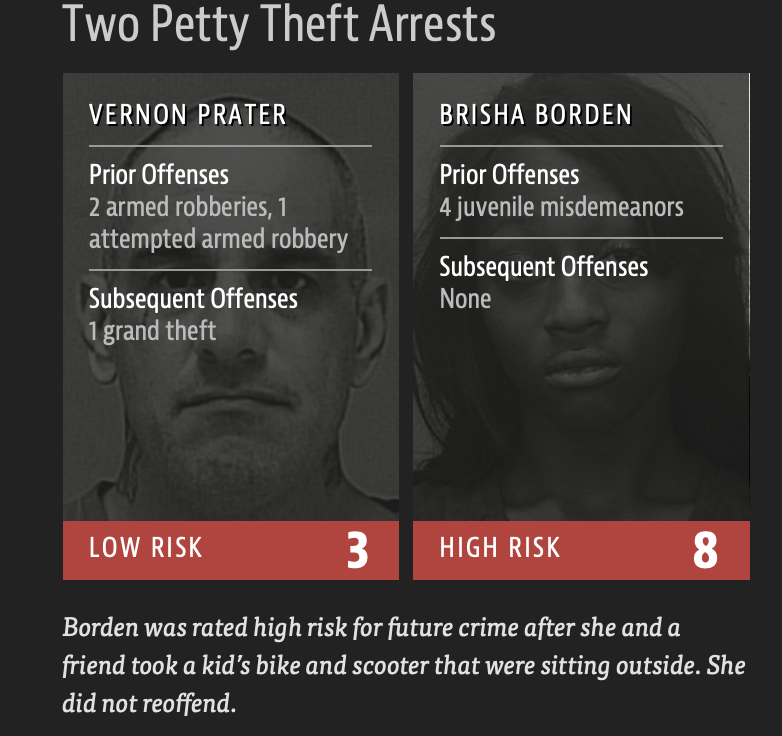 Two Petty Theft Arrests
VERNON PRATER
Prior Offenses
2 armed robberies, 1
attempted armed robbery
Subsequent Offenses
1 grand theft
LOW RISK 3
BRISHA BORDEN
Prior Offenses
4 juvenile misdemeanors
Subsequent Offenses
None
HIGH RISK 8
Borden was rated high risk for future crime after she and a
friend took a kid’s bike and scooter that were sitting outside. She
did not reoffend.